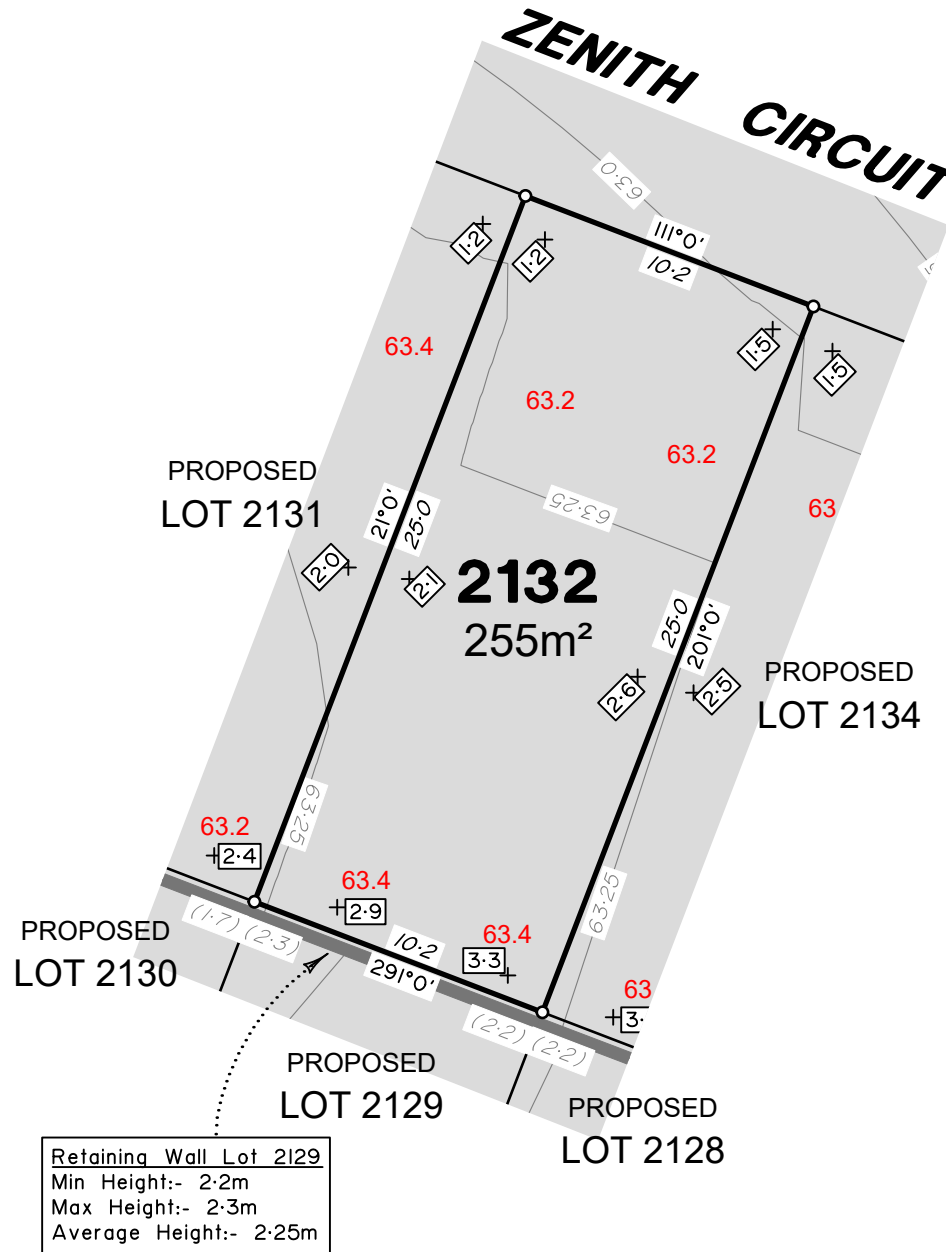 ZENITH CIRCUIT
63·0
111°0'
10·2
1·2
1·2
1·5
1·5
63.4
63.2
63.2
63
PROPOSED
LOT 2131
21°0'
25·0
63·25
2·0
2·1
2132
255m²
25·0
201°0'
2·6
2·5
PROPOSED
LOT 2134
63·25
63.2
2·4
63.4
2·9
63.4
3·3
63·25
63
3·
PROPOSED
LOT 2130
(1·7) (2·3)
10·2
291°0'
(2·2) (2·2)
PROPOSED
LOT 2129
PROPOSED
LOT 2128
Retaining Wall Lot 2129
Min Height:- 2·2m
Max Height:- 2·3m
Average Height:- 2·25m